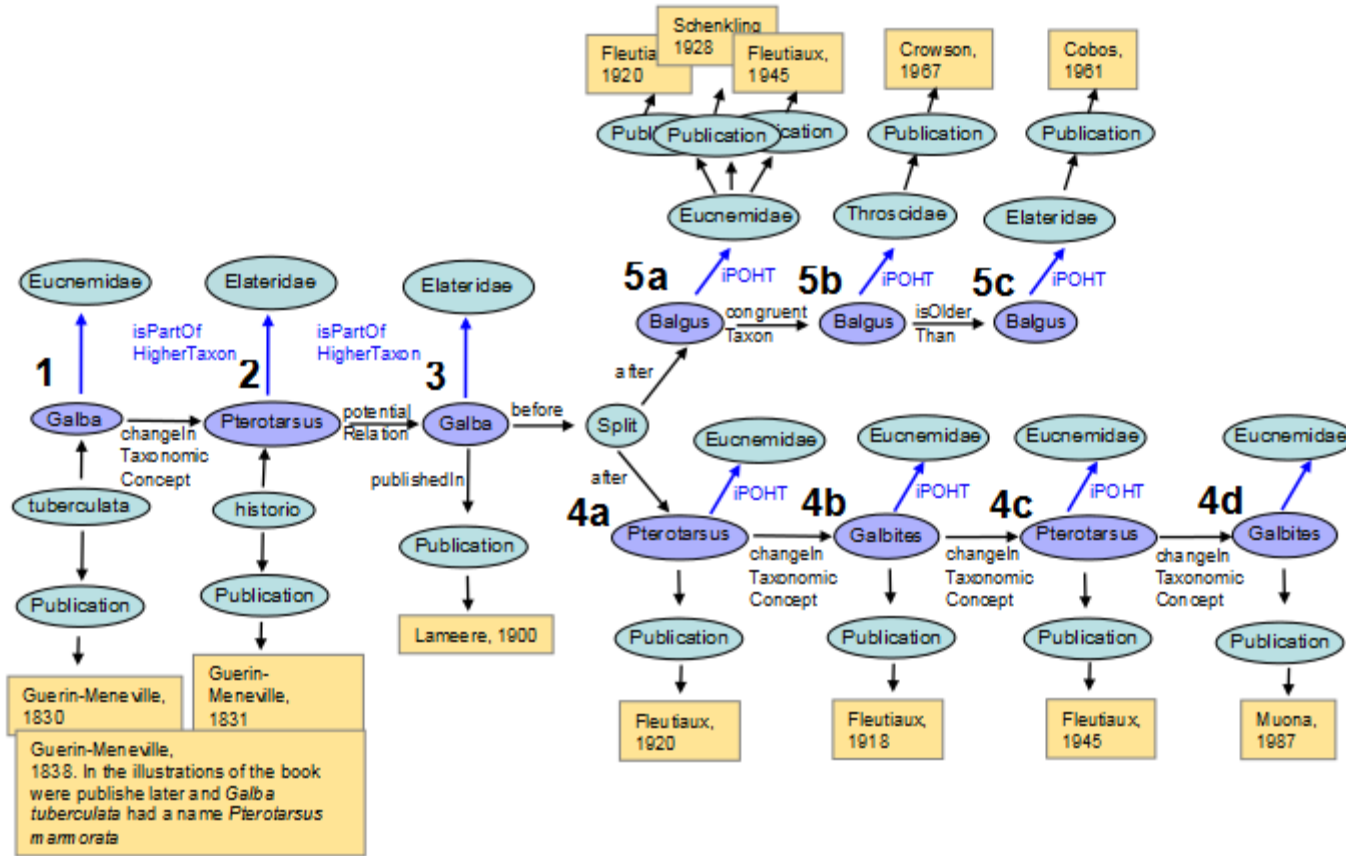 Schenkling
1928
Fleutia
1920
Fleutiaux,
1945
Crowson,
1967
Cobos,
1961
Publi
Publication
ication
Publication
Publication
Eucnemidae
Throscidae
Elateridae
5a
iPOHT
5b
iPOHT
5c
iPOHT
Balgus
congruent
Taxon
Balgus
isOlder
Than
Balgus
Eucnemidae
Elateridae
Elateridae
isPartOf
HigherTaxon
isPartOf
HigherTaxon
1
2
3
after
Galba
changeIn
Taxonomic
Concept
Pterotarsus
potential
Relation
Galba
before
Split
after
publishedIn
tuberculata
historio
Publication
Publication
Publication
Lameere, 1900
Guerin-Meneville,
1830
Guerin-
Meneville,
1831
Guerin-Meneville,
1838. In the illustrations of the book
were publishe later and Galba
tuberculata had a name Pterotarsus
marmorata
Eucnemidae
Eucnemidae
Eucnemidae
Eucnemidae
4a
iPOHT
4b
iPOHT
4c
iPOHT
4d
Pterotarsus
changeIn
Taxonomic
Concept
Galbites
changeIn
Taxonomic
Concept
Pterotarsus
changeIn
Taxonomic
Concept
Galbites
Publication
Publication
Publication
Publication
Fleutiaux,
1920
Fleutiaux,
1918
Fleutiaux,
1945
Muona,
1987